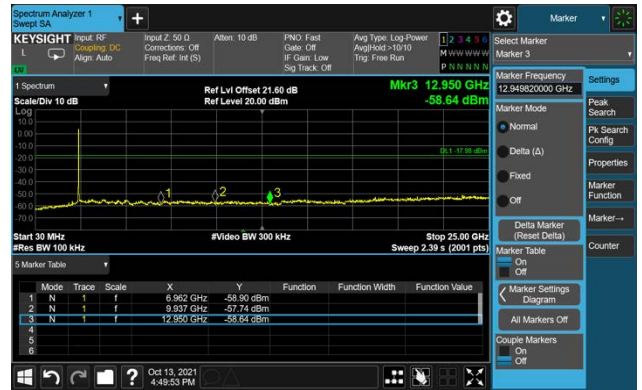 Spectrum Analyzer 1
Swept SA
+
Marker
KEYSIGHT Input: RF Input Z: 50 Ω Atten: 10 dB PNO: Fast Avg Type: Log-Power 1 2 3 4 5 6
L Coupling: DC Corrections: Off Gate: Off Avg|Hold:>10/10 M W W W W W
Align: Auto Freq Ref: Int (S) IF Gain: Low Trig: Free Run P N N N N N
Sig Track: Off
Select Marker
Marker 3
1 Spectrum
Ref Lvl Offset 21.60 dB
Mkr3 12.950 GHz
Scale/Div 10 dB
Ref Level 20.00 dBm
-58.64 dBm
Log
10.0
0.00
-10.0
DL1 -17.98 dBm
-20.0
-30.0
-40.0
-50.0
1 2 3
-60.0
-70.0
Start 30 MHz #Video BW 300 kHz Stop 25.00 GHz
#Res BW 100 kHz Sweep 2.39 s (2001 pts)
5 Marker Table
Mode Trace Scale X Y Function Function Width Function Value
1 N 1 f 6.962 GHz -58.90 dBm
2 N 1 f 9.937 GHz -57.74 dBm
3 N 1 f 12.950 GHz -58.64 dBm
4
5
6
Marker Frequency
12.949820000 GHz
Marker Mode
Normal
Delta (Δ)
Fixed
Off
Delta Marker
(Reset Delta)
Marker Table
On
Off
Marker Settings
Diagram
All Markers Off
Couple Markers
On
Off
Settings
Peak
Search
Pk Search
Config
Properties
Marker
Function
Marker→
Counter
?
Oct 13, 2021
4:49:53 PM